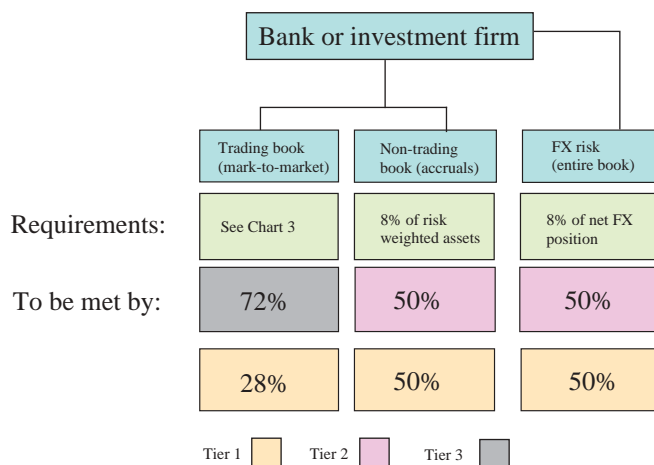 Bank or investment firm
Trading book
(mark-to-market)
Non-trading
book (accruals)
FX risk
(entire book)
Requirements:
See Chart 3
8% of risk
weighted assets
8% of net FX
position
To be met by:
72%
50%
50%
28%
50%
50%
Tier 1
Tier 2
Tier 3